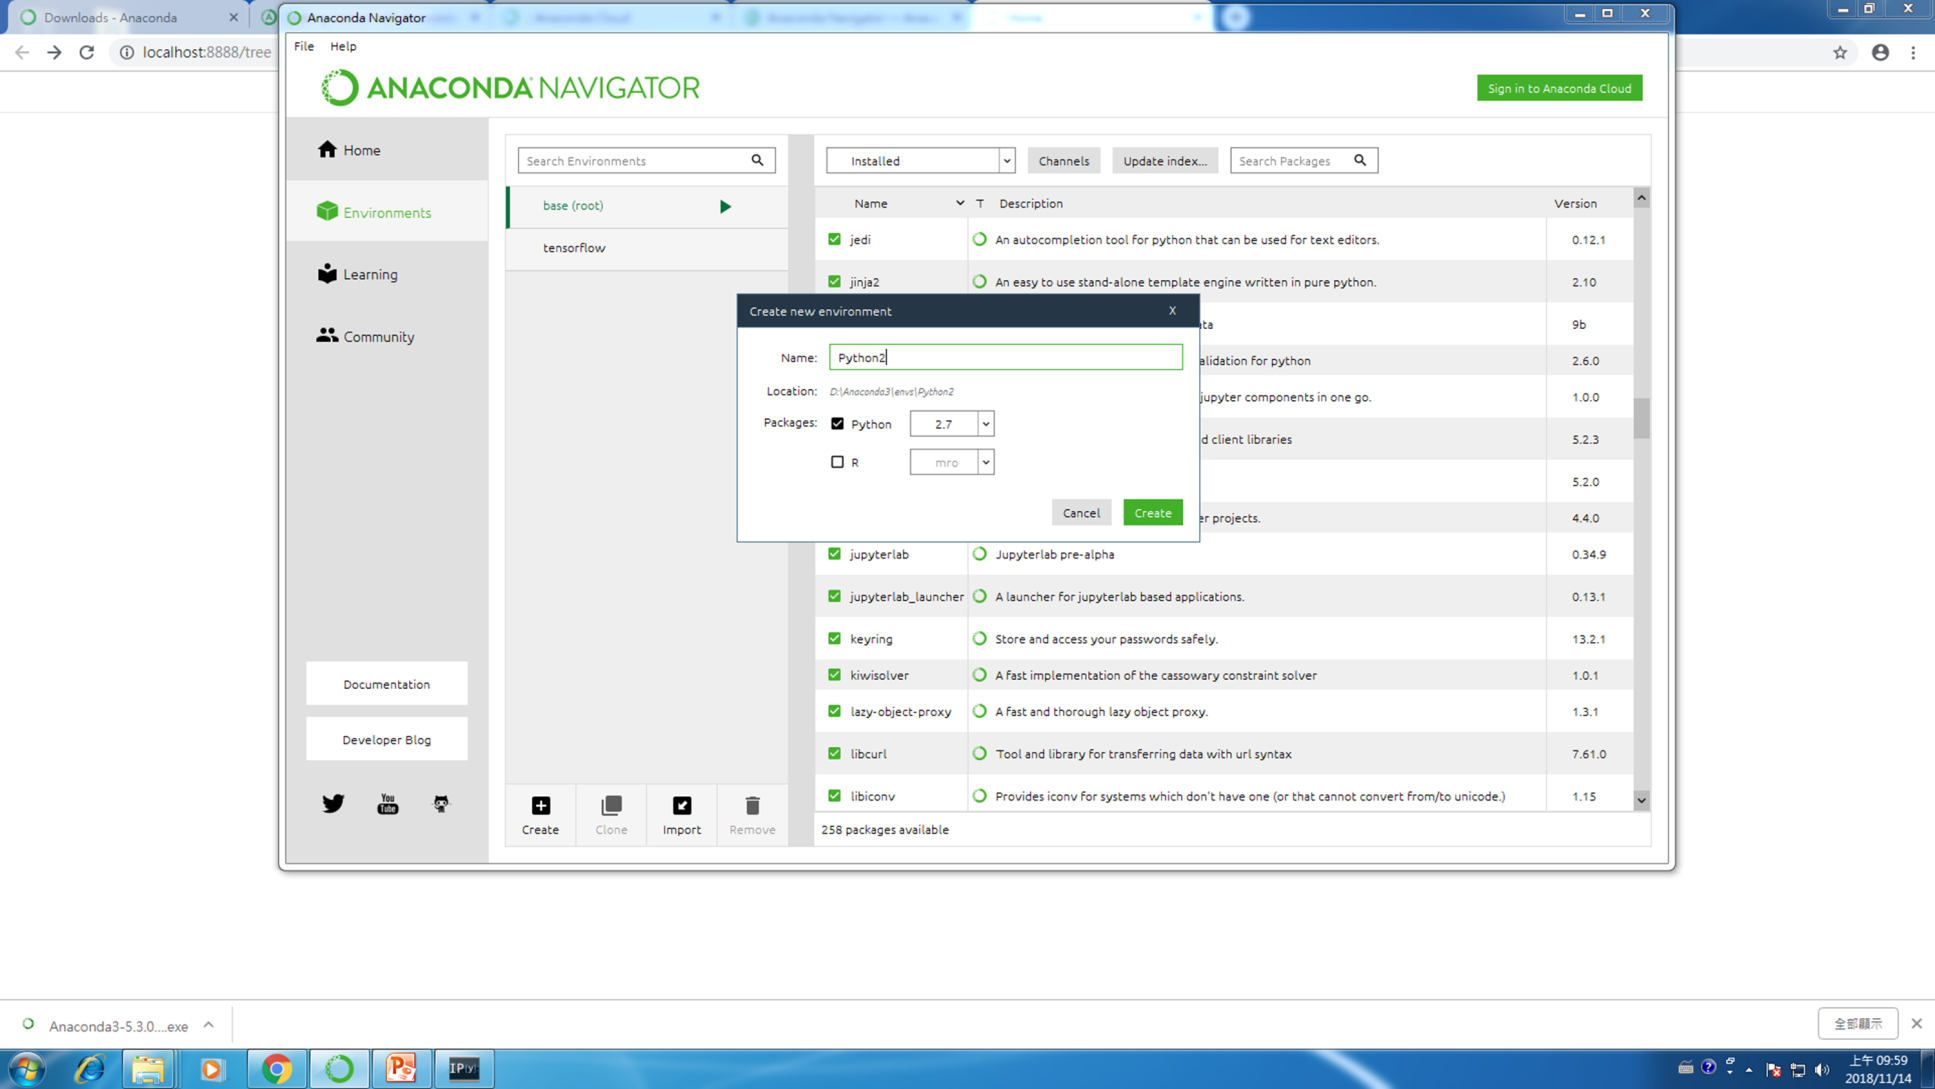 Downloads - Anaconda
Anaconda Navigator
localhost:8888/tree
File Help
ANACONDA NAVIGATOR
Sign in to Anaconda Cloud
Home
Environments
Learning
Community
Documentation
Developer Blog
You Tube
Search Environments
base (root)
tensorflow
Create
Clone
Import
Remove
Installed
Channels
Update index...
Search Packages
Name T Description Version
jedi An autocompletion tool for python that can be used for text editors. 0.12.1
jinja2 An easy to use stand-alone template engine written in pure python. 2.10
ata 9b
alidation for python 2.6.0
jupyter components in one go. 1.0.0
d client libraries 5.2.3
5.2.0
er projects. 4.4.0
jupyterlab Jupyterlab pre-alpha 0.34.9
jupyterlab_launcher A launcher for jupyterlab based applications. 0.13.1
keyring Store and access your passwords safely. 13.2.1
kiwisolver A fast implementation of the cassowary constraint solver 1.0.1
lazy-object-proxy A fast and thorough lazy object proxy. 1.3.1
libcurl Tool and library for transferring data with url syntax 7.61.0
libiconv Provides iconv for systems which don't have one (or that cannot convert from/to unicode.) 1.15
258 packages available
Create new environment X
Name: Python2
Location: D:\Anaconda3\envs\Python2
Packages: Python 2.7
R mro
Cancel Create
Anaconda3-5.3.0....exe
全部顯示
IP[y]:
上午 09:59
2018/11/14